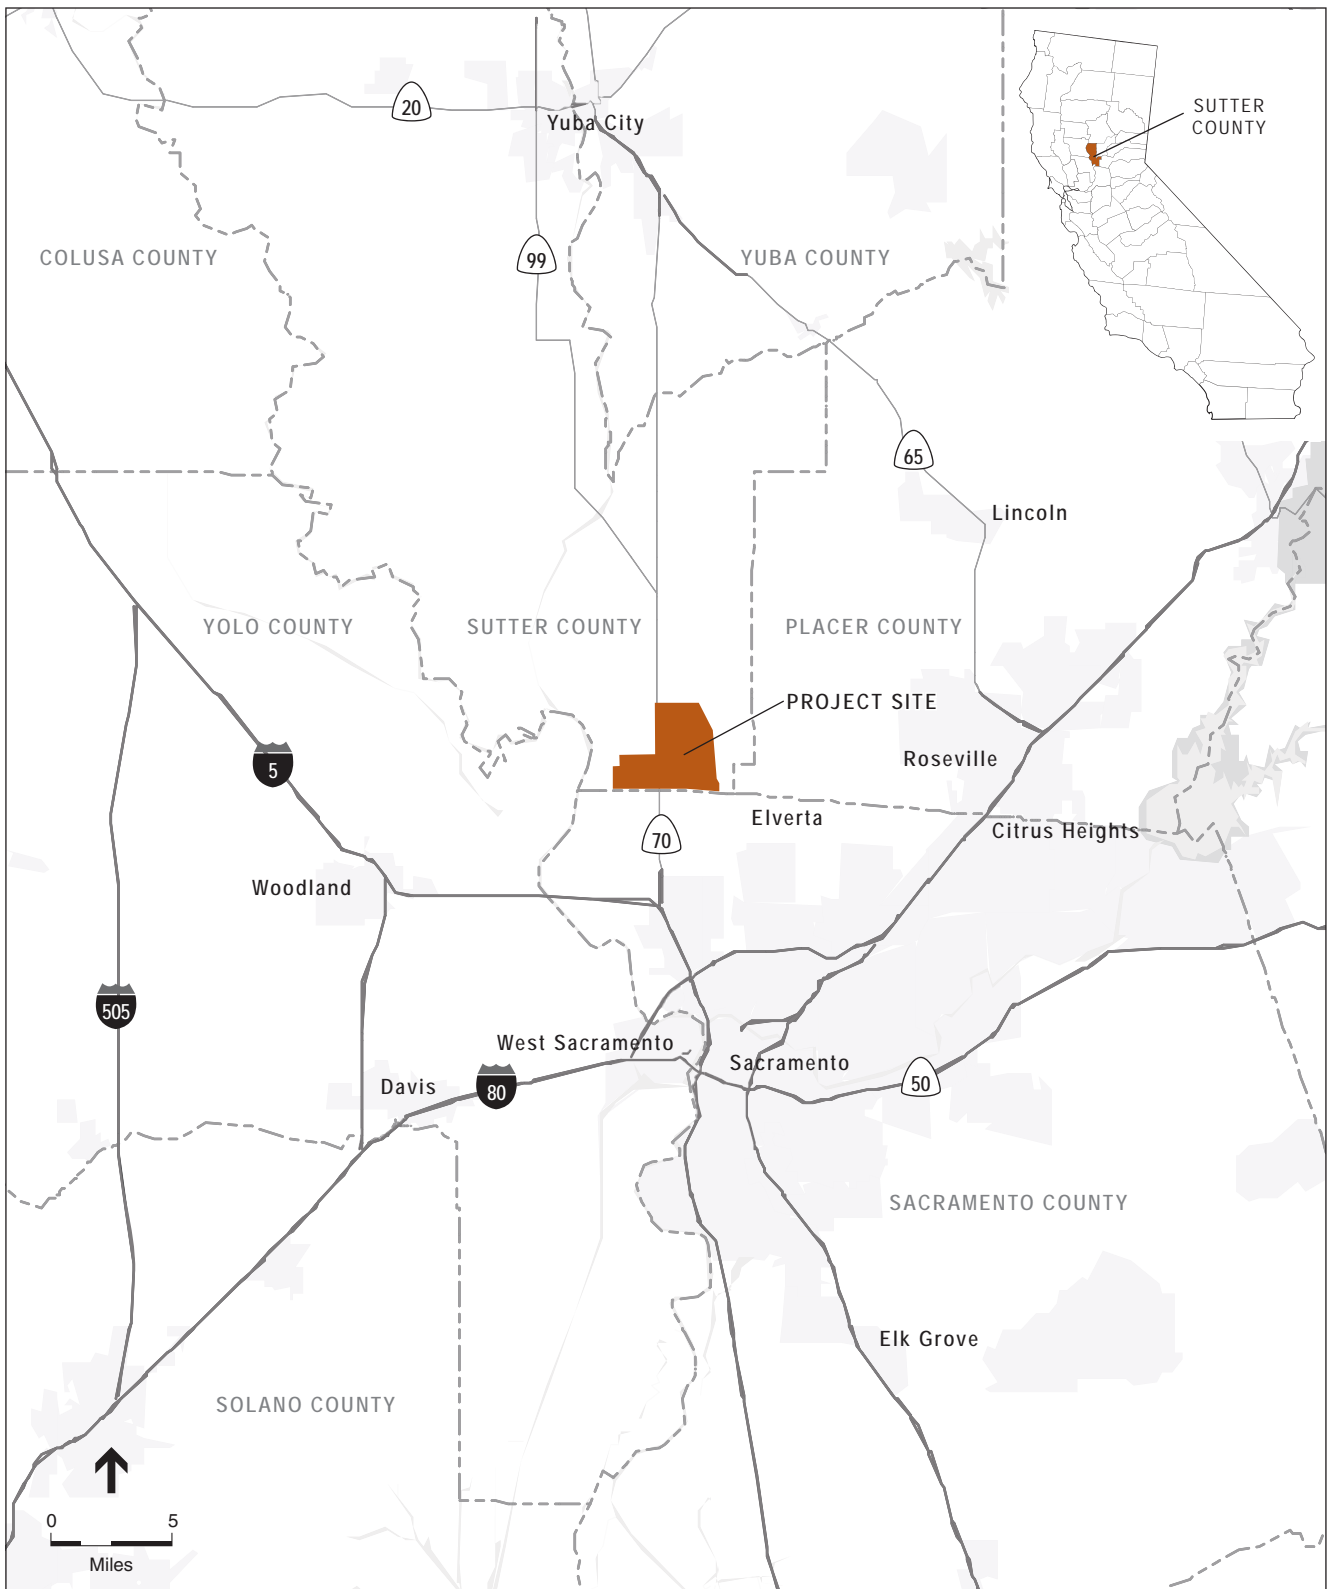 20
Yuba City
SUTTER
COUNTY
COLUSA COUNTY
99
YUBA COUNTY
65
Lincoln
YOLO COUNTY
SUTTER COUNTY
PLACER COUNTY
PROJECT SITE
5
Roseville
Elverta
70
Citrus Heights
Woodland
505
West Sacramento
Sacramento
Davis
80
50
SACRAMENTO COUNTY
Elk Grove
SOLANO COUNTY
0 5
Miles